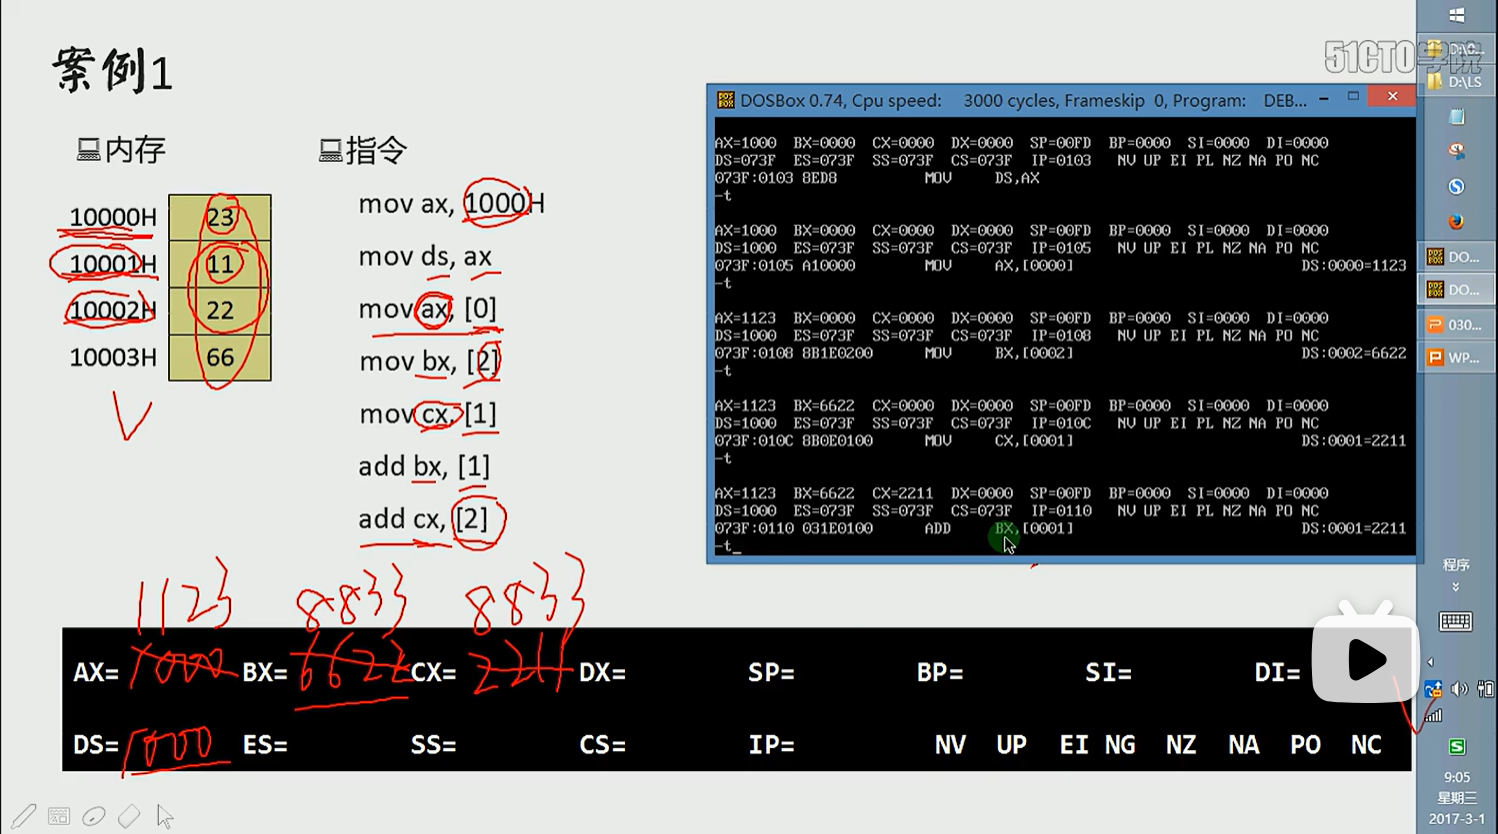 案例1
51CTO学院
内存
10000H 23
10001H 11
10002H 22
10003H 66
指令
mov ax, 1000H
mov ds, ax
mov ax, [0]
mov bx, [2]
mov cx, [1]
add bx, [1]
add cx, [2]
DOSBox 0.74, Cpu speed: 3000 cycles, Frameskip 0, Program: DEB...
AX=1000 BX=0000 CX=0000 DX=0000 SP=00FD BP=0000 SI=0000 DI=0000
DS=073F ES=073F SS=073F CS=073F IP=0103 NV UP EI PL NZ NA PO NC
073F:0103 8ED8 MOV DS,AX
-t
AX=1000 BX=0000 CX=0000 DX=0000 SP=00FD BP=0000 SI=0000 DI=0000
DS=1000 ES=073F SS=073F CS=073F IP=0105 NV UP EI PL NZ NA PO NC
073F:0105 A10000 MOV AX,[0000] DS:0000=1123
-t
AX=1123 BX=0000 CX=0000 DX=0000 SP=00FD BP=0000 SI=0000 DI=0000
DS=1000 ES=073F SS=073F CS=073F IP=0108 NV UP EI PL NZ NA PO NC
073F:0108 8B1E0200 MOV BX,[0002] DS:0002=6622
-t
AX=1123 BX=6622 CX=0000 DX=0000 SP=00FD BP=0000 SI=0000 DI=0000
DS=1000 ES=073F SS=073F CS=073F IP=010C NV UP EI PL NZ NA PO NC
073F:010C 8B0E0100 MOV CX,[0001] DS:0001=2211
-t
AX=1123 BX=6622 CX=2211 DX=0000 SP=00FD BP=0000 SI=0000 DI=0000
DS=1000 ES=073F SS=073F CS=073F IP=0110 NV UP EI PL NZ NA PO NC
073F:0110 031E0100 ADD BX,[0001] DS:0001=2211
-t_
1123 8833 8833
AX= 1000 BX= 6622 CX= 2211 DX= SP= BP= SI= DI=
DS= 1000 ES= SS= CS= IP= NV UP EI NG NZ NA PO NC
D:\LS
DO...
DO...
030...
WP...
程序
9:05
星期三
2017-3-1